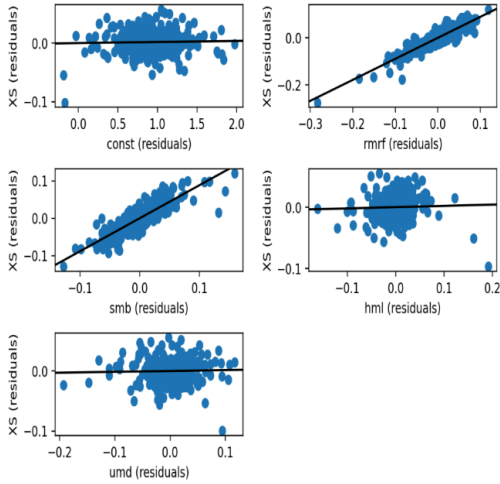 XS (residuals)
0.0
−0.1
0.0 0.5 1.0 1.5 2.0
const (residuals)
XS (residuals)
0.0
−0.2
−0.3 −0.2 −0.1 0.0 0.1
rmrf (residuals)
XS (residuals)
0.1
0.0
−0.1
−0.1 0.0 0.1
smb (residuals)
XS (residuals)
0.0
−0.1
−0.1 0.0 0.1 0.2
hml (residuals)
XS (residuals)
0.0
−0.1
−0.2 −0.1 0.0 0.1
umd (residuals)